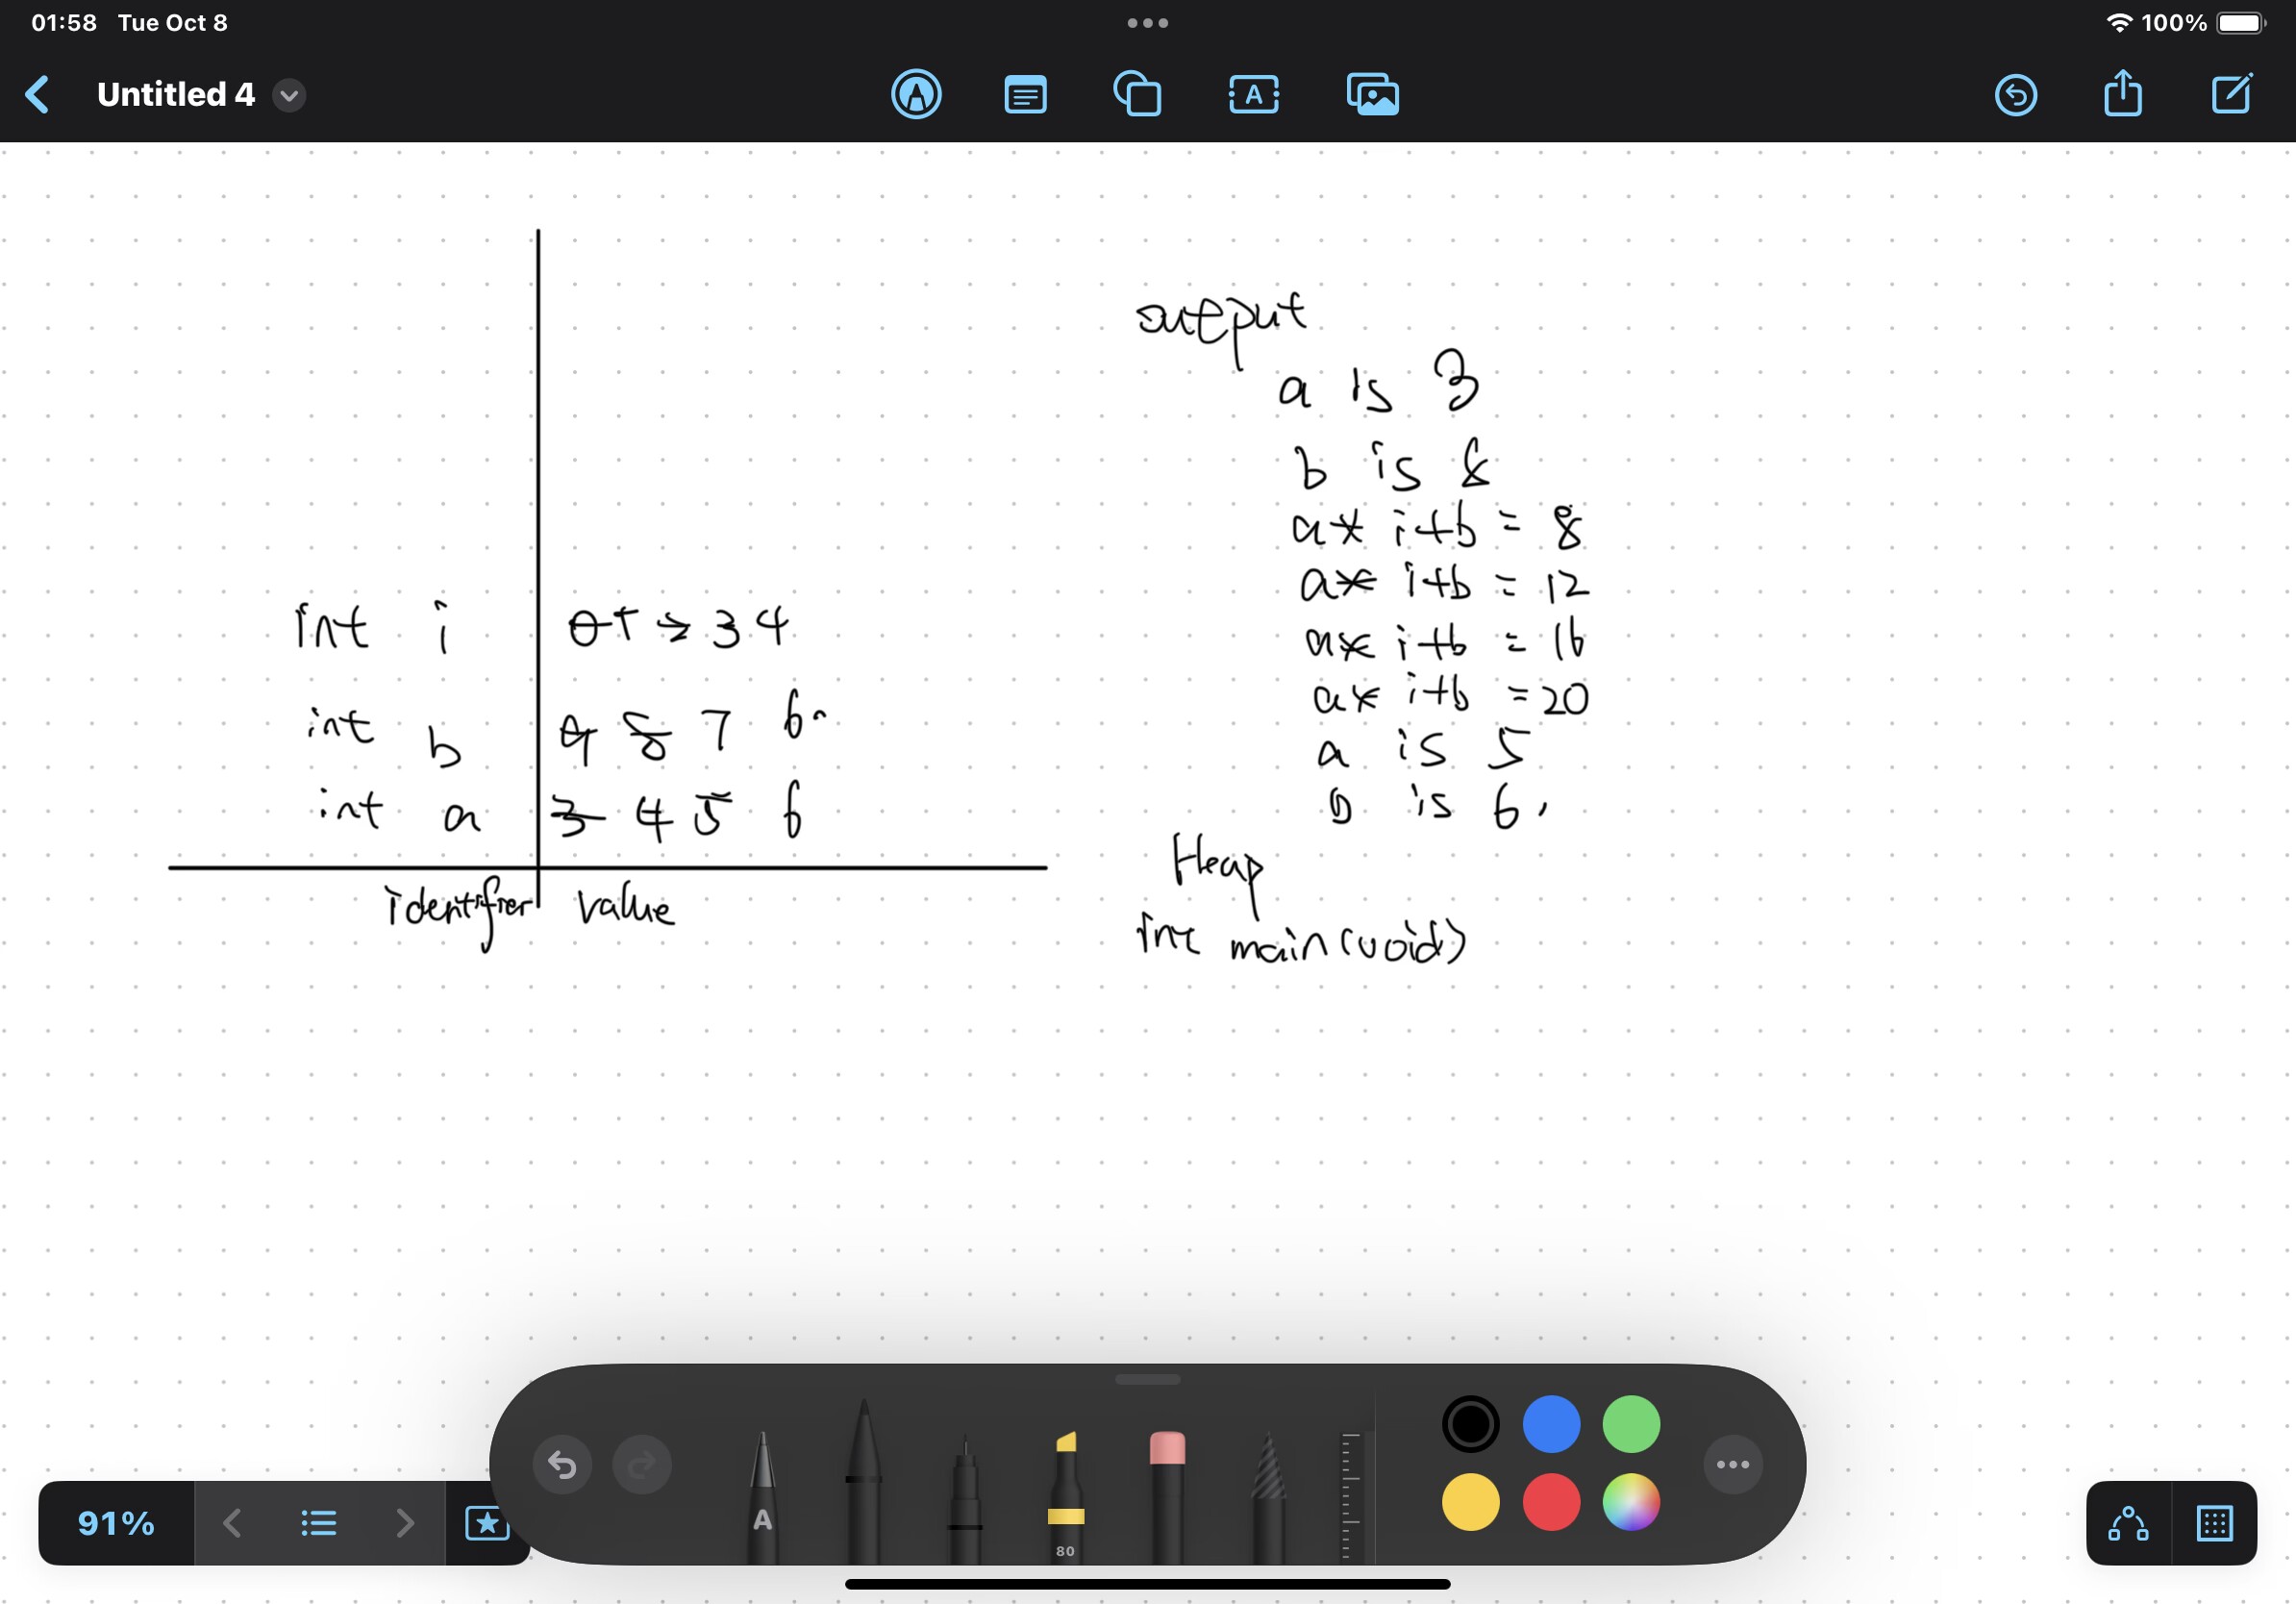 01:58 Tue Oct 8
100%
Untitled 4
A
output
a is 3
b is
a* i+b = 8
a* i+b = 12
a* i+b = 16
a* i+b = 20
a is 5
b is 6.
int i 0 1 2 3 4
int b 4 8 7 6
int a 3 4 5 6
identifier value
Heap
int main(void)
91%
A
80